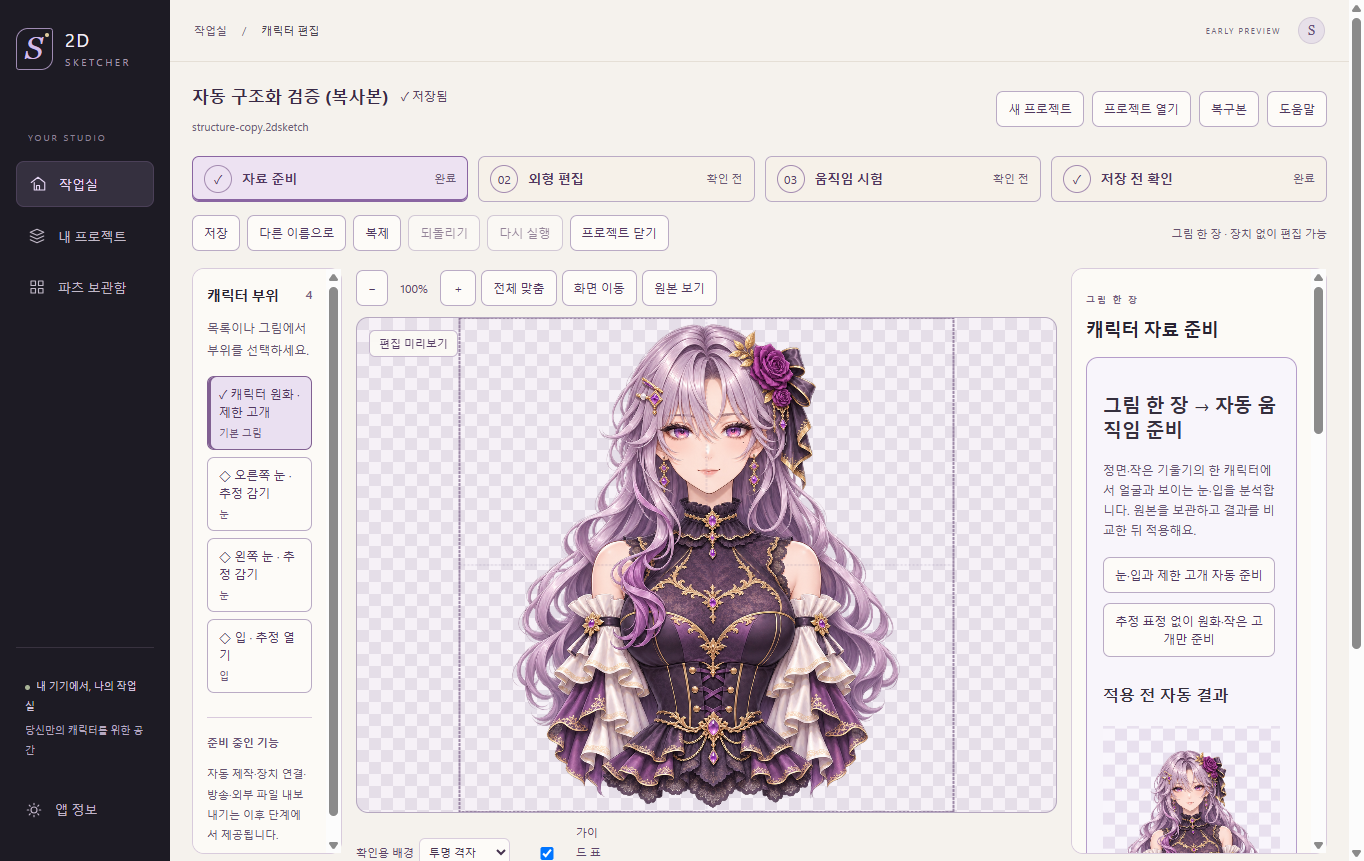 S
2D
SKETCHER
YOUR STUDIO
작업실
내 프로젝트
파츠 보관함
내 기기에서, 나의 작업
실
당신만의 캐릭터를 위한 공
간
앱 정보
작업실 / 캐릭터 편집
EARLY PREVIEW
S
자동 구조화 검증 (복사본) ✓ 저장됨
structure-copy.2dsketch
새 프로젝트
프로젝트 열기
복구본
도움말
✓ 자료 준비 완료
02 외형 편집 확인 전
03 움직임 시험 확인 전
✓ 저장 전 확인 완료
저장
다른 이름으로
복제
되돌리기
다시 실행
프로젝트 닫기
그림 한 장 · 장치 없이 편집 가능
캐릭터 부위 4
목록이나 그림에서
부위를 선택하세요.
✓ 캐릭터 원화 ·
제한 고개
기본 그림
◇ 오른쪽 눈 ·
추정 감기
눈
◇ 왼쪽 눈 · 추
정 감기
눈
◇ 입 · 추정 열
기
입
준비 중인 기능
자동 제작·장치 연결·
방송·외부 파일 내보
내기는 이후 단계에
서 제공됩니다.
−
100%
+
전체 맞춤
화면 이동
원본 보기
편집 미리보기
확인용 배경
투명 격자
가이
드 표
그림 한 장
캐릭터 자료 준비
그림 한 장 → 자동 움
직임 준비
정면·작은 기울기의 한 캐릭터에
서 얼굴과 보이는 눈·입을 분석합
니다. 원본을 보관하고 결과를 비
교한 뒤 적용해요.
눈·입과 제한 고개 자동 준비
추정 표정 없이 원화·작은 고
개만 준비
적용 전 자동 결과